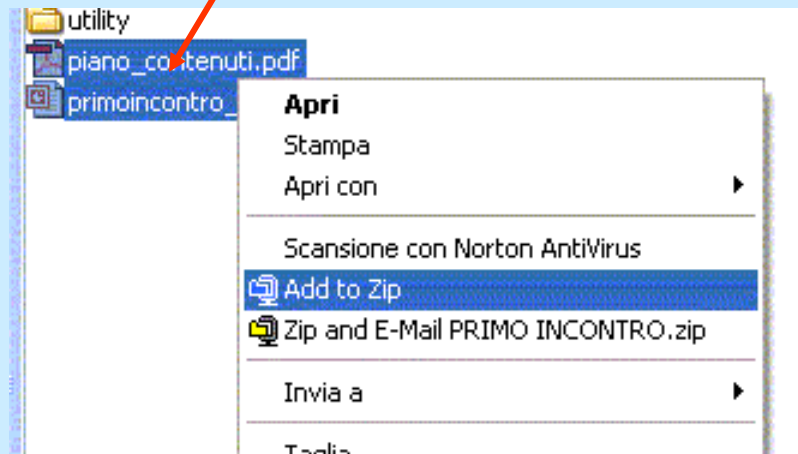 utility
piano_contenuti.pdf
primoincontro_
Apri
Stampa
Apri con
Scansione con Norton AntiVirus
Add to Zip
Zip and E-Mail PRIMO INCONTRO.zip
Invia a
Taglia